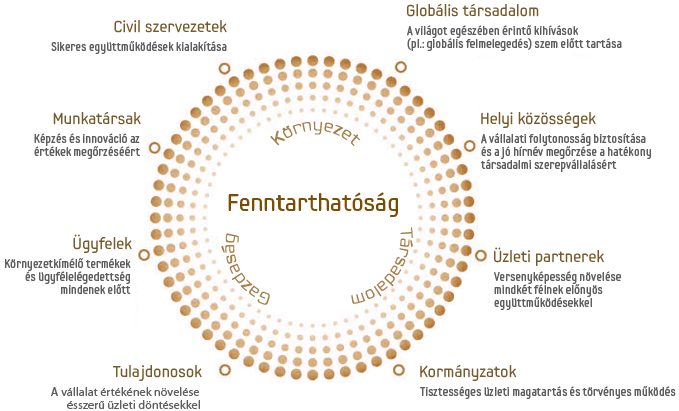 Civil szervezetek
Sikeres együttműködések kialakítása
Globális társadalom
A világot egészében érintő kihívások
(pl.: globális felmelegedés) szem előtt tartása
Munkatársak
Képzés és innováció az
értékek megőrzéséért
Helyi közösségek
A vállalati folytonosság biztosítása
és a jó hírnév megőrzése a hatékony
társadalmi szerepvállalásért
Környezet
Fenntarthatóság
Gazdaság
Társadalom
Ügyfelek
Környezetkímélő termékek
és ügyfélelégedettség
mindenek előtt
Üzleti partnerek
Versenyképesség növelése
mindkét félnek előnyös
együttműködésekkel
Tulajdonosok
A vállalat értékének növelése
ésszerű üzleti döntésekkel
Kormányzatok
Tisztességes üzleti magatartás és törvényes működés